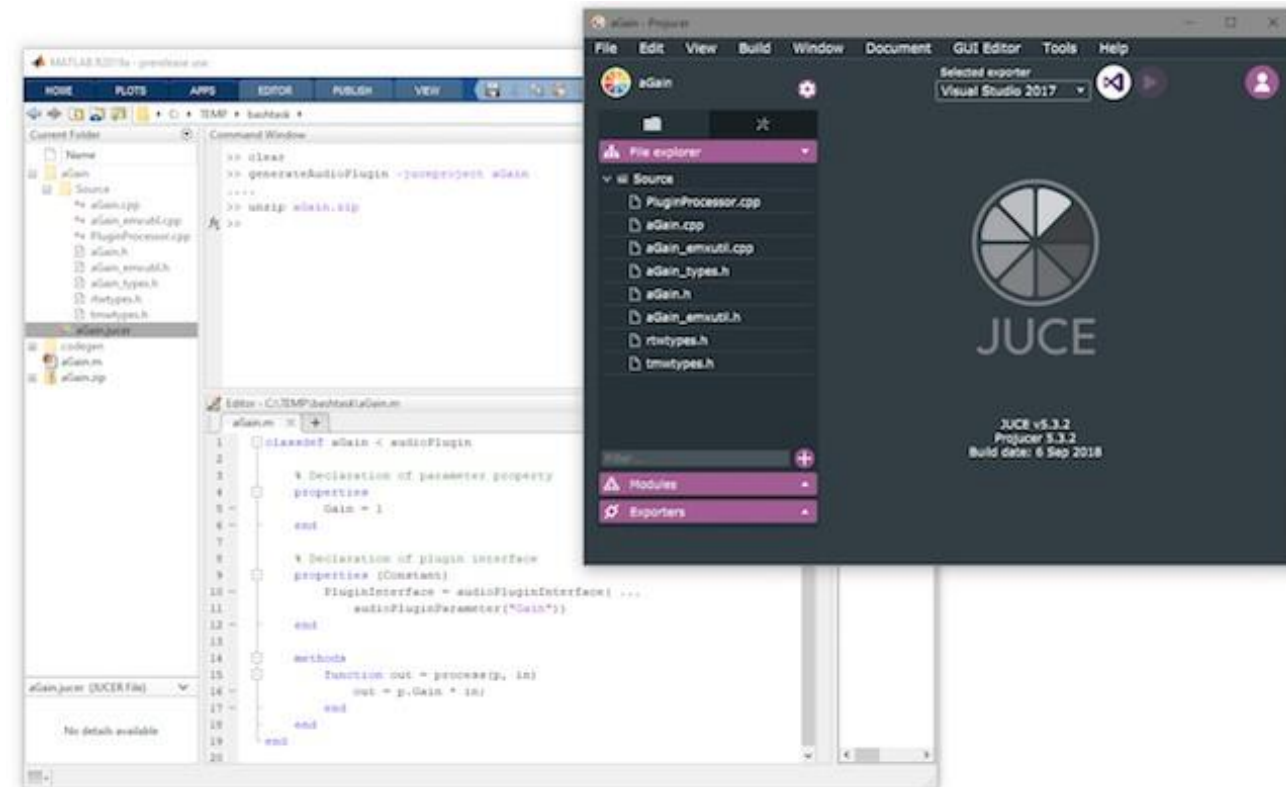 MATLAB R2019a - prerelease use
HOME PLOTS APPS EDITOR PUBLISH VIEW
C: ▸ TEMP ▸ bashtask ▸
Current Folder
Name
aGain
Source
aGain.cpp
aGain_emxutil.cpp
PluginProcessor.cpp
aGain.h
aGain_emxutil.h
aGain_types.h
rtwtypes.h
tmwtypes.h
aGain.jucer
codegen
aGain.m
aGain.zip
aGain.jucer (JUCER File)
No details available
Command Window
>> clear
>> generateAudioPlugin -juceproject aGain
....
>> unzip aGain.zip
fx >>
Editor - C:\TEMP\bashtask\aGain.m
aGain.m
1 classdef aGain < audioPlugin
2
3 % Declaration of parameter property
4 properties
5 Gain = 1
6 end
7
8 % Declaration of plugin interface
9 properties (Constant)
10 PluginInterface = audioPluginInterface( ...
11 audioPluginParameter("Gain"))
12 end
13
14 methods
15 function out = process(p, in)
16 out = p.Gain * in;
17 end
18 end
19 end
20
aGain - Projucer
File Edit View Build Window Document GUI Editor Tools Help
aGain
Selected exporter
Visual Studio 2017
File explorer
Source
PluginProcessor.cpp
aGain.cpp
aGain_emxutil.cpp
aGain_types.h
aGain.h
aGain_emxutil.h
rtwtypes.h
tmwtypes.h
Filter...
Modules
Exporters
JUCE
JUCE v5.3.2
Projucer 5.3.2
Build date: 6 Sep 2018